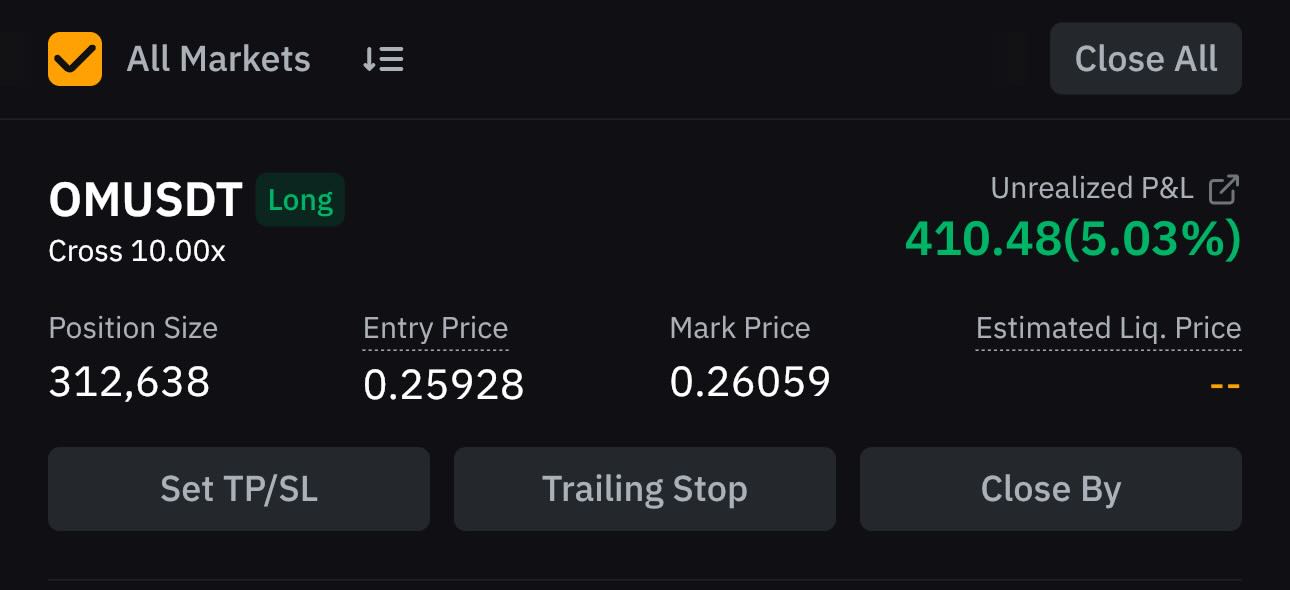 All Markets
Close All
OMUSDT Long
Cross 10.00x
Unrealized P&L
410.48(5.03%)
Position Size
312,638
Entry Price
0.25928
Mark Price
0.26059
Estimated Liq. Price
--
Set TP/SL
Trailing Stop
Close By